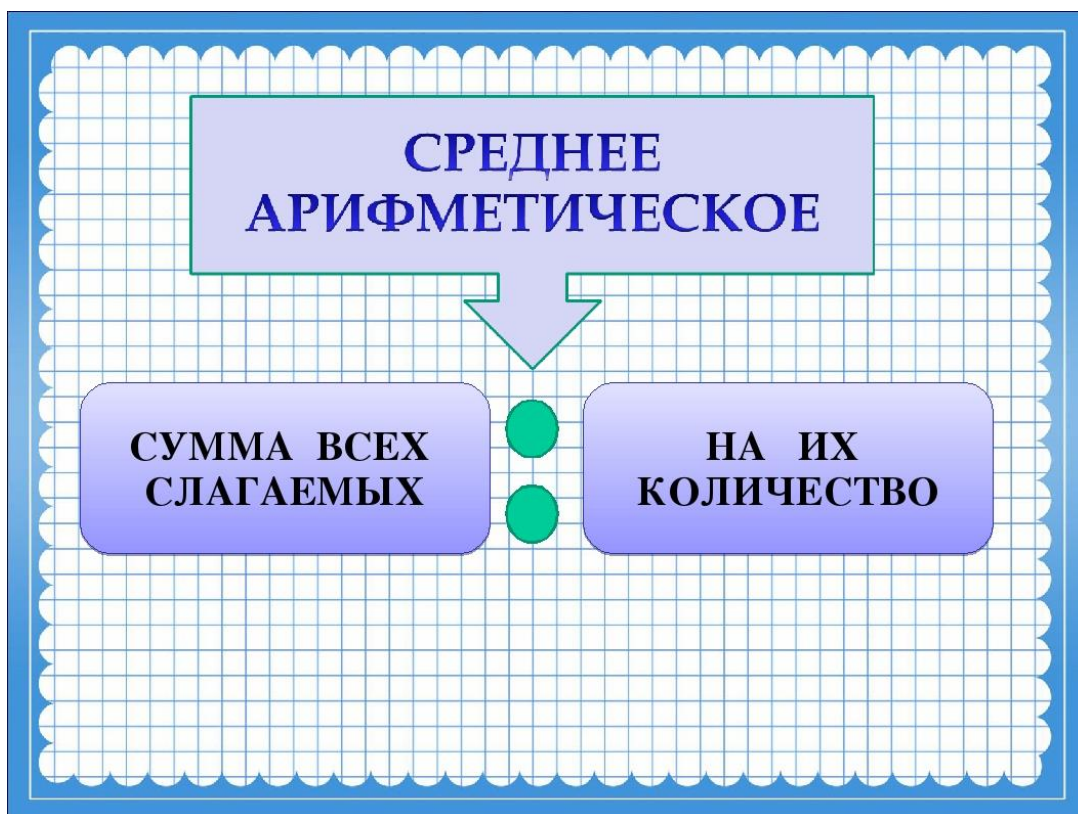 СРЕДНЕЕ
АРИФМЕТИЧЕСКОЕ
СУММА ВСЕХ
СЛАГАЕМЫХ
НА ИХ
КОЛИЧЕСТВО